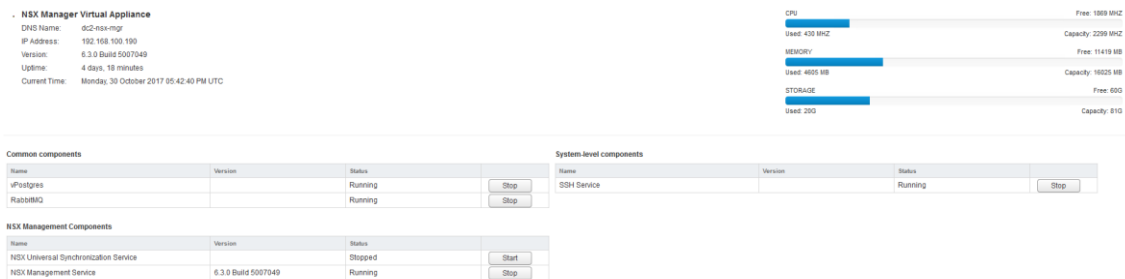 NSX Manager Virtual Appliance
DNS Name: dc2-nsx-mgr
IP Address: 192.168.100.190
Version: 6.3.0 Build 5007049
Uptime: 4 days, 18 minutes
Current Time: Monday, 30 October 2017 05:42:40 PM UTC
CPU Free: 1869 MHZ
Used: 430 MHZ Capacity: 2299 MHZ
MEMORY Free: 11419 MB
Used: 4605 MB Capacity: 16025 MB
STORAGE Free: 60G
Used: 20G Capacity: 81G
Common components
Name Version Status
vPostgres Running Stop
RabbitMQ Running Stop
System-level components
Name Version Status
SSH Service Running Stop
NSX Management Components
Name Version Status
NSX Universal Synchronization Service Stopped Start
NSX Management Service 6.3.0 Build 5007049 Running Stop